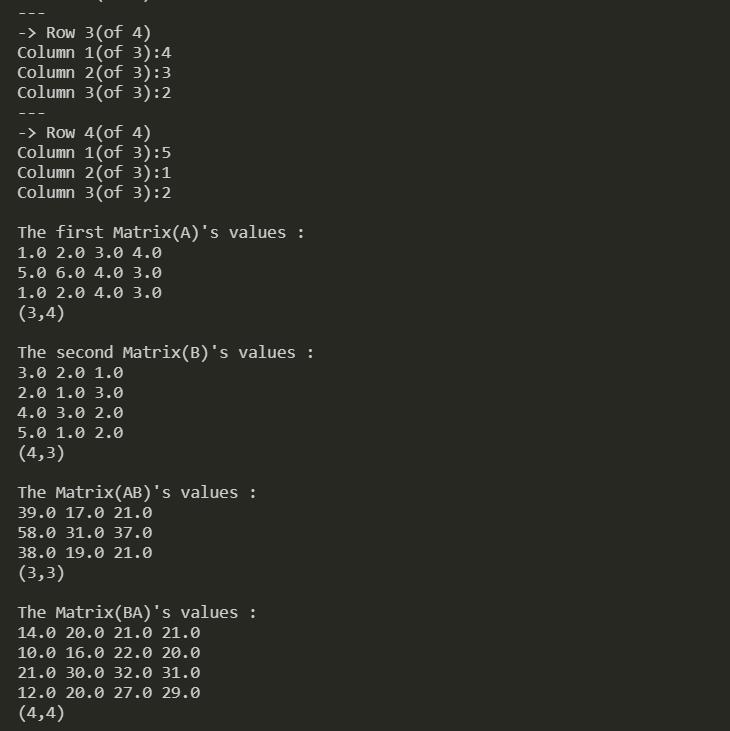 ---
-> Row 3(of 4)
Column 1(of 3):4
Column 2(of 3):3
Column 3(of 3):2
---
-> Row 4(of 4)
Column 1(of 3):5
Column 2(of 3):1
Column 3(of 3):2
The first Matrix(A)'s values :
1.0 2.0 3.0 4.0
5.0 6.0 4.0 3.0
1.0 2.0 4.0 3.0
(3,4)
The second Matrix(B)'s values :
3.0 2.0 1.0
2.0 1.0 3.0
4.0 3.0 2.0
5.0 1.0 2.0
(4,3)
The Matrix(AB)'s values :
39.0 17.0 21.0
58.0 31.0 37.0
38.0 19.0 21.0
(3,3)
The Matrix(BA)'s values :
14.0 20.0 21.0 21.0
10.0 16.0 22.0 20.0
21.0 30.0 32.0 31.0
12.0 20.0 27.0 29.0
(4,4)